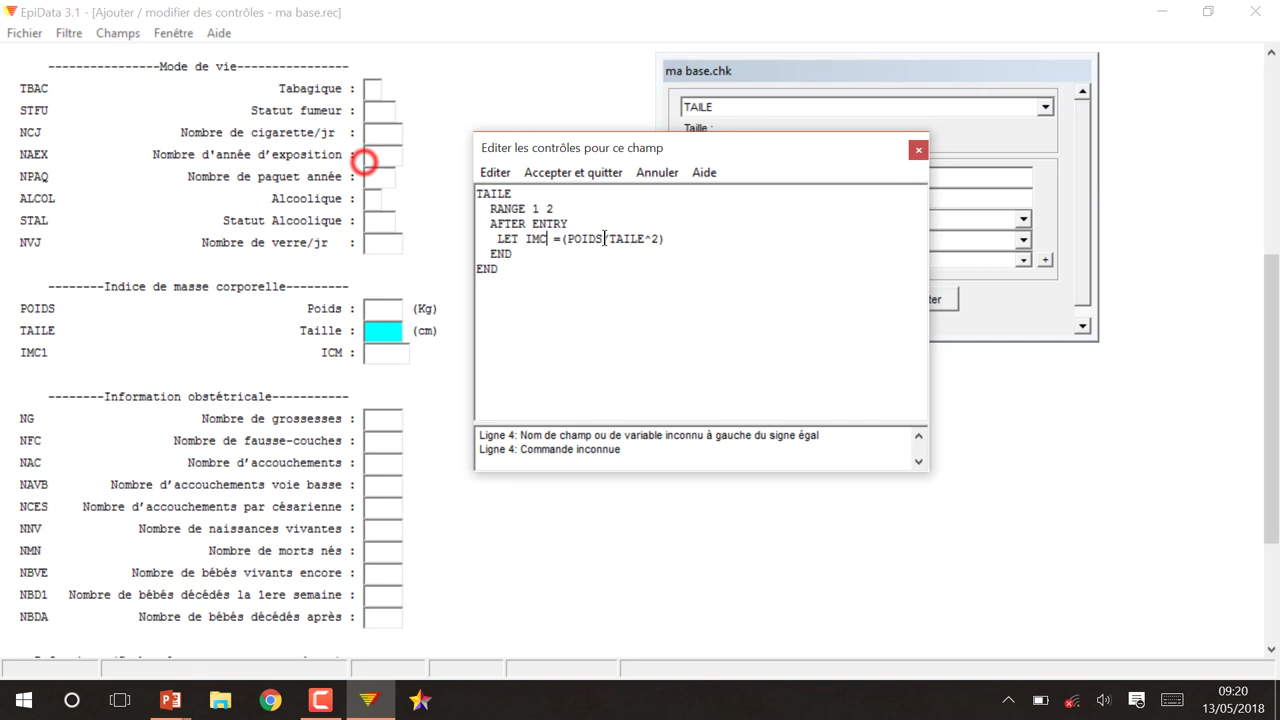 EpiData 3.1 - [Ajouter / modifier des contrôles - ma base.rec]
Fichier Filtre Champs Fenêtre Aide
----------------Mode de vie----------------
TBAC Tabagique :
STFU Statut fumeur :
NCJ Nombre de cigarette/jr :
NAEX Nombre d'année d’exposition :
NPAQ Nombre de paquet année :
ALCOL Alcoolique :
STAL Statut Alcoolique :
NVJ Nombre de verre/jr :
--------Indice de masse corporelle---------
POIDS Poids : (Kg)
TAILE Taille : (cm)
IMC1 ICM :
--------Information obstétricale-----------
NG Nombre de grossesses :
NFC Nombre de fausse-couches :
NAC Nombre d’accouchements :
NAVB Nombre d’accouchements voie basse :
NCES Nombre d’accouchements par césarienne :
NNV Nombre de naissances vivantes :
NMN Nombre de morts nés :
NBVE Nombre de bébés vivants encore :
NBD1 Nombre de bébés décédés la 1ere semaine :
NBDA Nombre de bébés décédés après :
ma base.chk
TAILE
Taille :
Editer les contrôles pour ce champ
Editer Accepter et quitter Annuler Aide
TAILE
RANGE 1 2
AFTER ENTRY
LET IMC =(POIDS/TAILE^2)
END
END
Ligne 4: Nom de champ ou de variable inconnu à gauche du signe égal
Ligne 4: Commande inconnue
+
ter
09:20
13/05/2018